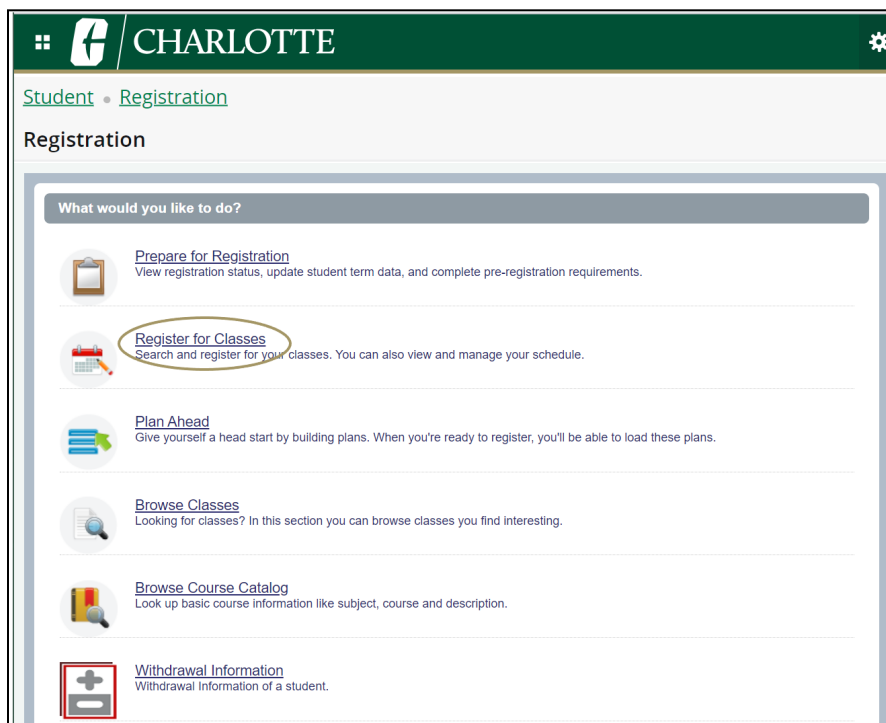 CHARLOTTE
Student • Registration
Registration
What would you like to do?
Prepare for Registration
View registration status, update student term data, and complete pre-registration requirements.
Register for Classes
Search and register for your classes. You can also view and manage your schedule.
Plan Ahead
Give yourself a head start by building plans. When you're ready to register, you'll be able to load these plans.
Browse Classes
Looking for classes? In this section you can browse classes you find interesting.
Browse Course Catalog
Look up basic course information like subject, course and description.
Withdrawal Information
Withdrawal Information of a student.